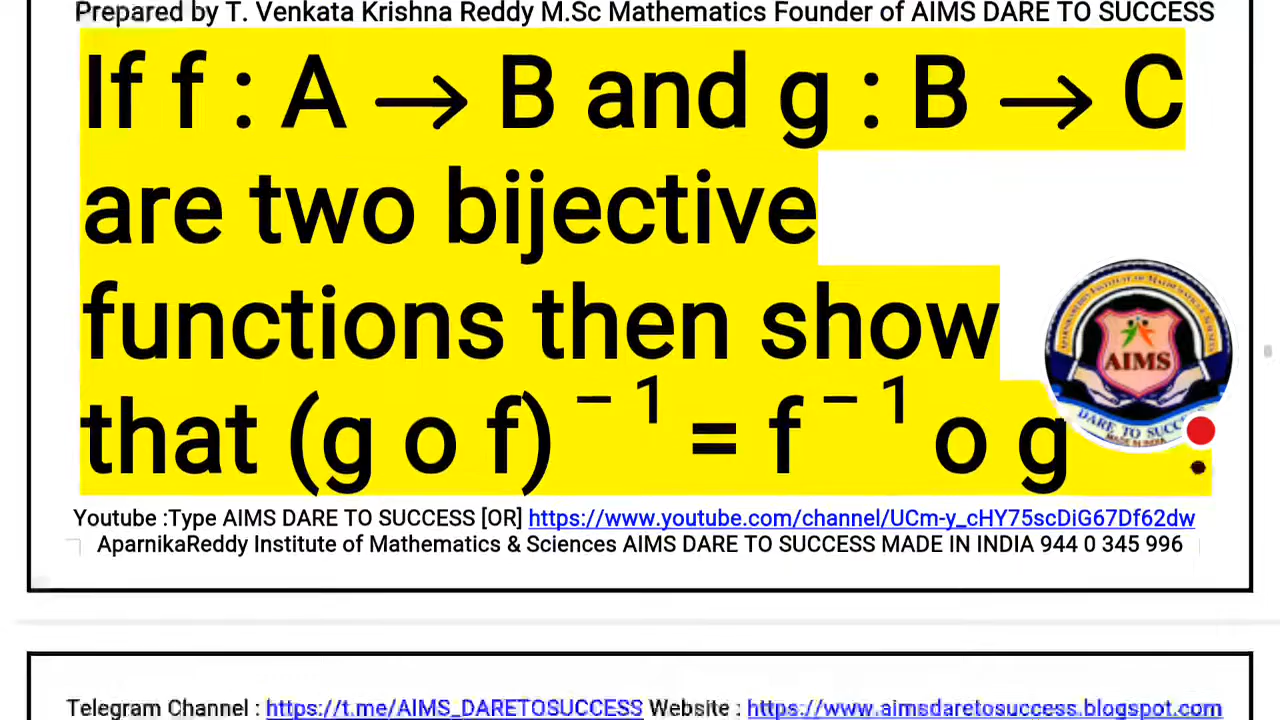 Prepared by T. Venkata Krishna Reddy M.Sc Mathematics Founder of AIMS DARE TO SUCCESS
If f : A → B and g : B → C
are two bijective
functions then show
that (g o f) ⁻ ¹ = f ⁻ ¹ o g
AIMS
DARE TO SUCC
MADE IN INDIA
Youtube :Type AIMS DARE TO SUCCESS [OR] https://www.youtube.com/channel/UCm-y_cHY75scDiG67Df62dw
AparnikaReddy Institute of Mathematics & Sciences AIMS DARE TO SUCCESS MADE IN INDIA 944 0 345 996
Telegram Channel : https://t.me/AIMS_DARETOSUCCESS Website : https://www.aimsdaretosuccess.blogspot.com